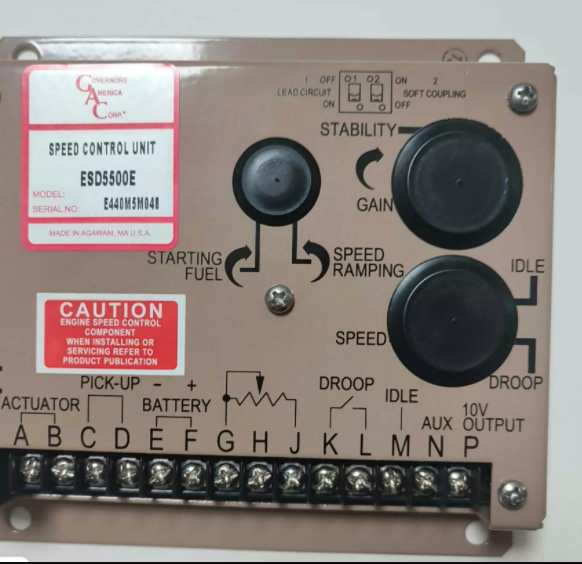 GOVERNORS
AMERICA
CORP.®
SPEED CONTROL UNIT
ESD5500E
MODEL:
SERIAL NO: E440M5M048
MADE IN AGAWAM, MA U.S.A.
1 OFF O1 O2 ON 2
LEAD CIRCUIT SOFT COUPLING
ON OFF
STABILITY
GAIN
STARTING
FUEL
SPEED
RAMPING
IDLE
SPEED
DROOP
CAUTION
ENGINE SPEED CONTROL
COMPONENT
WHEN INSTALLING OR
SERVICING REFER TO
PRODUCT PUBLICATION
PICK-UP - +
ACTUATOR BATTERY DROOP IDLE AUX 10V OUTPUT
A B C D E F G H J K L M N P